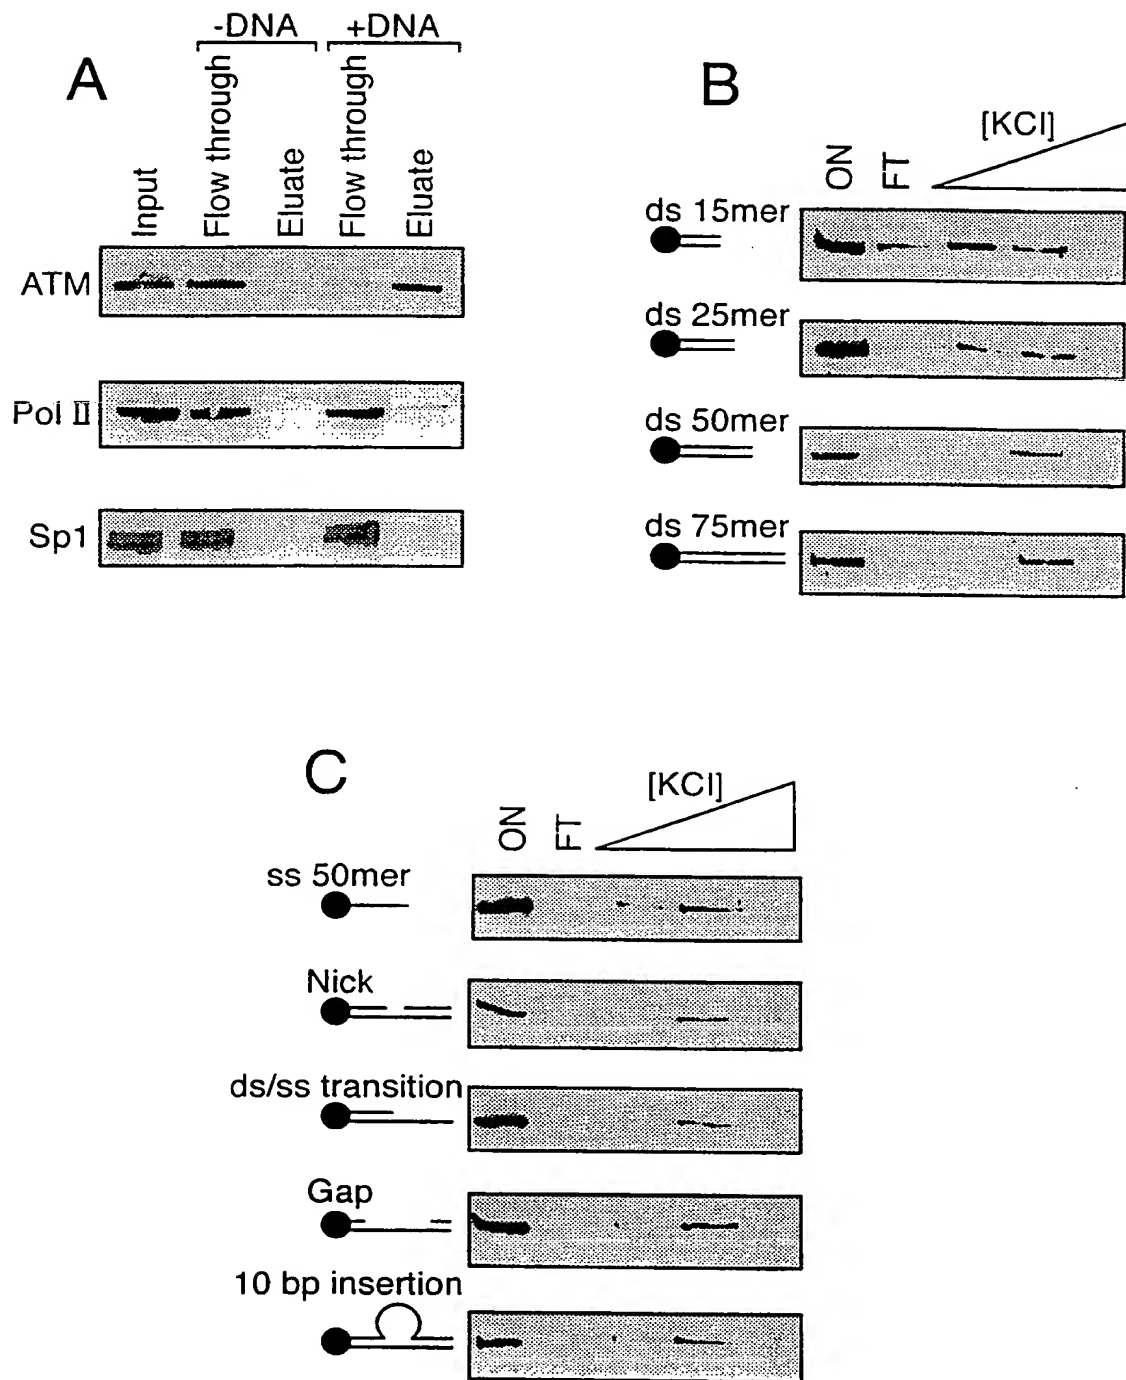 A
-DNA
+DNA
Input
Flow through
Eluate
Flow through
Eluate
ATM
Pol II
Sp1
B
ON
FT
[KCl]
ds 15mer
ds 25mer
ds 50mer
ds 75mer
C
ON
FT
[KCl]
ss 50mer
Nick
ds/ss transition
Gap
10 bp insertion